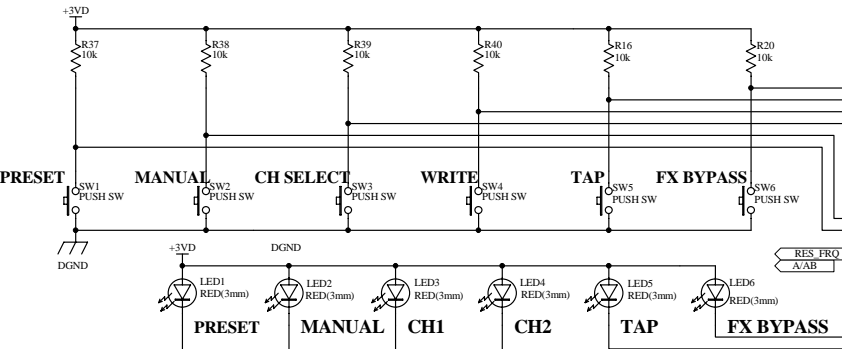 +3VD
R37
10k
R38
10k
R39
10k
R40
10k
R16
10k
R20
10k
PRESET
SW1
PUSH SW
MANUAL
SW2
PUSH SW
CH SELECT
SW3
PUSH SW
WRITE
SW4
PUSH SW
TAP
SW5
PUSH SW
FX BYPASS
SW6
PUSH SW
DGND
+3VD
DGND
RES_FRQ
A/AB
LED1
RED(3mm)
LED2
RED(3mm)
LED3
RED(3mm)
LED4
RED(3mm)
LED5
RED(3mm)
LED6
RED(3mm)
PRESET
MANUAL
CH1
CH2
TAP
FX BYPASS